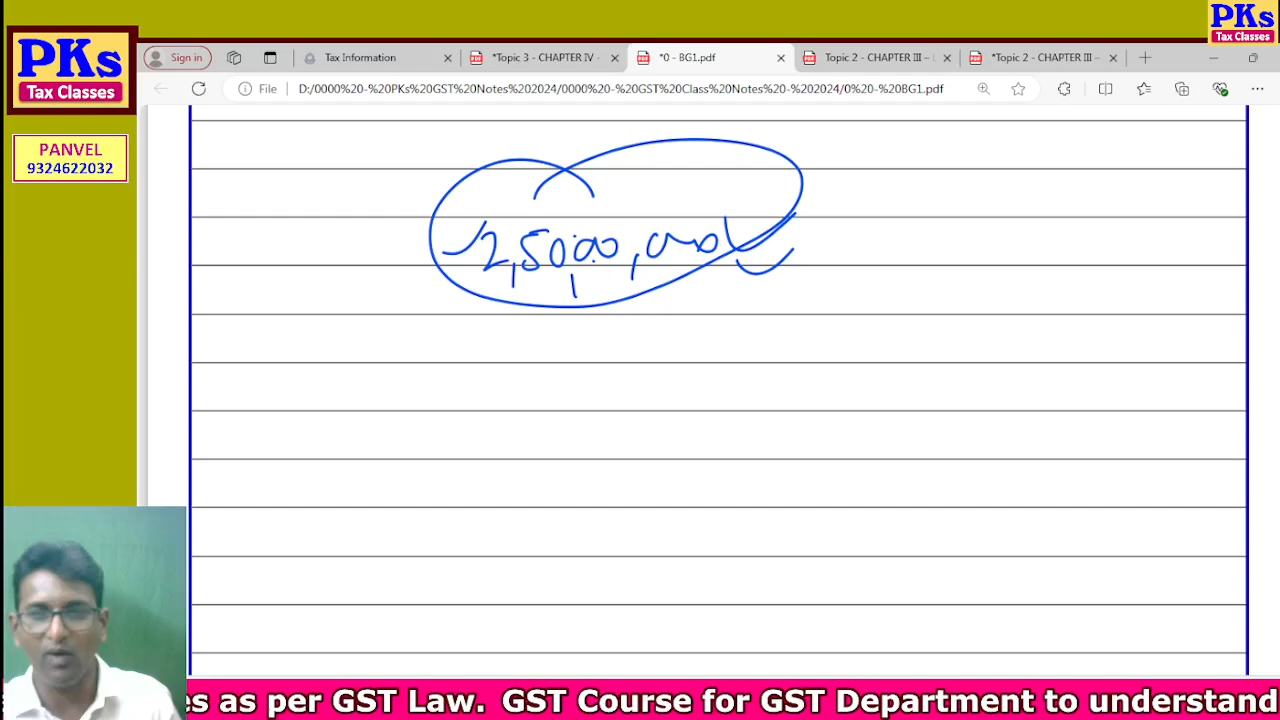 PKs
Tax Classes
PKs
Tax Classes
Sign in
Tax Information
*Topic 3 - CHAPTER IV -
*0 - BG1.pdf
Topic 2 - CHAPTER III – L
*Topic 2 - CHAPTER III –
File
D:/0000%20-%20PKs%20GST%20Notes%202024/0000%20-%20GST%20Class%20Notes%20-%202024/0%20-%20BG1.pdf
PANVEL
9324622032
2,50,00,000
es as per GST Law. GST Course for GST Department to understand